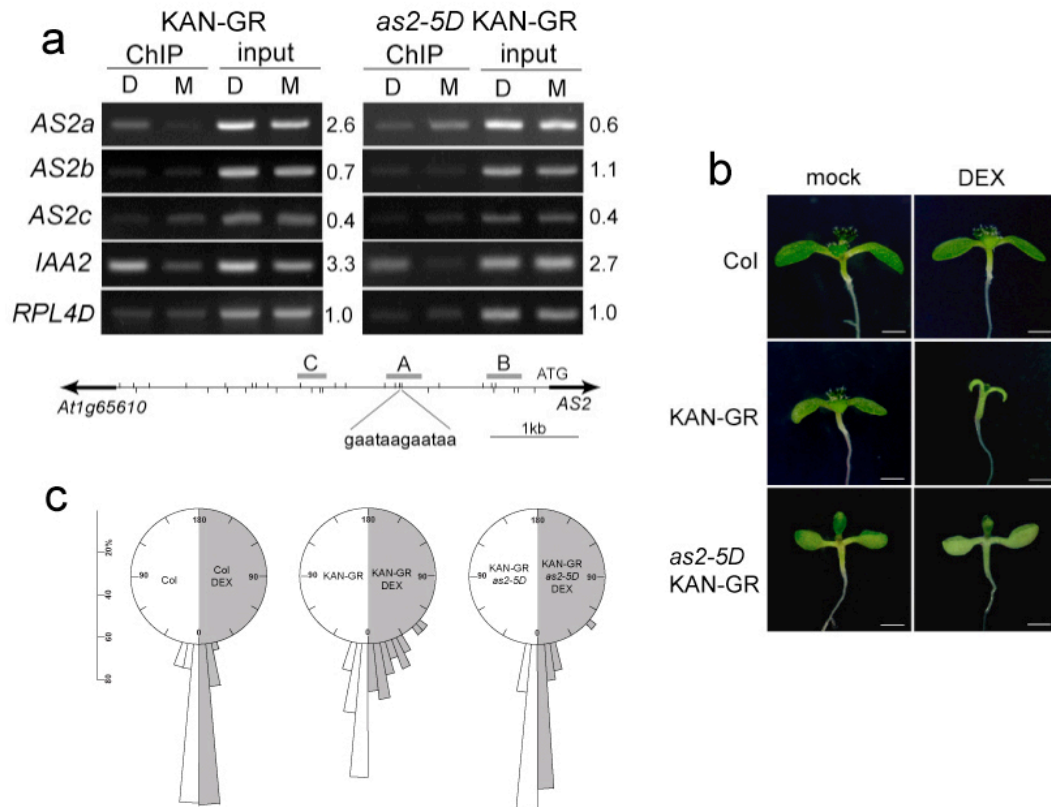 a
KAN-GR
as2-5D KAN-GR
ChIP input ChIP input
D M D M D M D M
AS2a 2.6 0.6
AS2b 0.7 1.1
AS2c 0.4 0.4
IAA2 3.3 2.7
RPL4D 1.0 1.0
C A B ATG
At1g65610 AS2
gaataagaataa 1kb
b
mock DEX
Col
KAN-GR
as2-5D
KAN-GR
c
20%
40
60
80
180
90 Col Col DEX 90
0
180
90 KAN-GR KAN-GR DEX 90
0
180
90 KAN-GR as2-5D KAN-GR as2-5D DEX 90
0